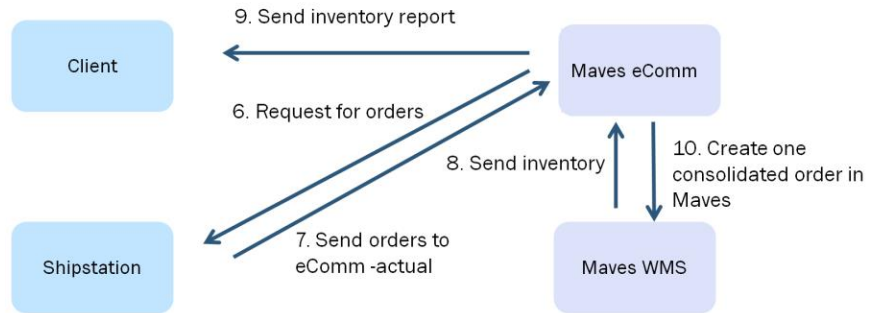 9. Send inventory report
Client
Maves eComm
6. Request for orders
8. Send inventory
10. Create one
consolidated order in
Maves
7. Send orders to
eComm -actual
Shipstation
Maves WMS